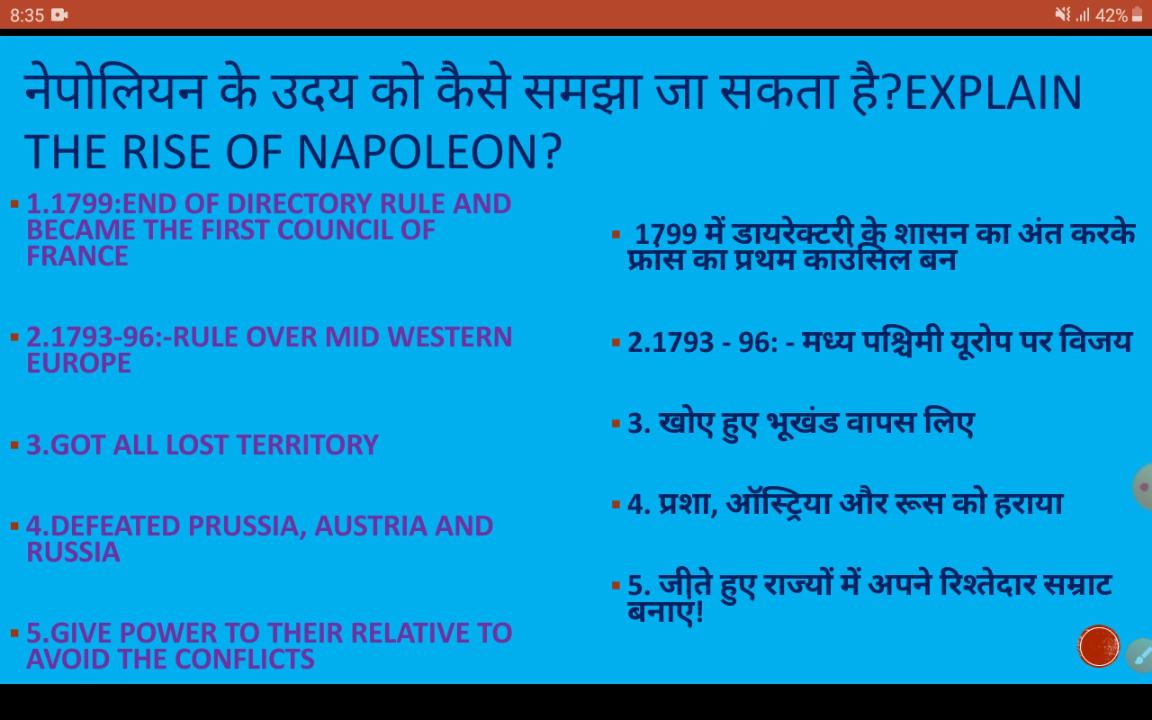 8:35
42%
नेपोलियन के उदय को कैसे समझा जा सकता है?EXPLAIN
THE RISE OF NAPOLEON?
1.1799:END OF DIRECTORY RULE AND
BECAME THE FIRST COUNCIL OF
FRANCE
2.1793-96:-RULE OVER MID WESTERN
EUROPE
3.GOT ALL LOST TERRITORY
4.DEFEATED PRUSSIA, AUSTRIA AND
RUSSIA
5.GIVE POWER TO THEIR RELATIVE TO
AVOID THE CONFLICTS
1799 में डायरेक्टरी के शासन का अंत करके
फ्रांस का प्रथम काउंसिल बन
2.1793 - 96: - मध्य पश्चिमी यूरोप पर विजय
3. खोए हुए भूखंड वापस लिए
4. प्रशा, ऑस्ट्रिया और रूस को हराया
5. जीते हुए राज्यों में अपने रिश्तेदार सम्राट
बनाएं!